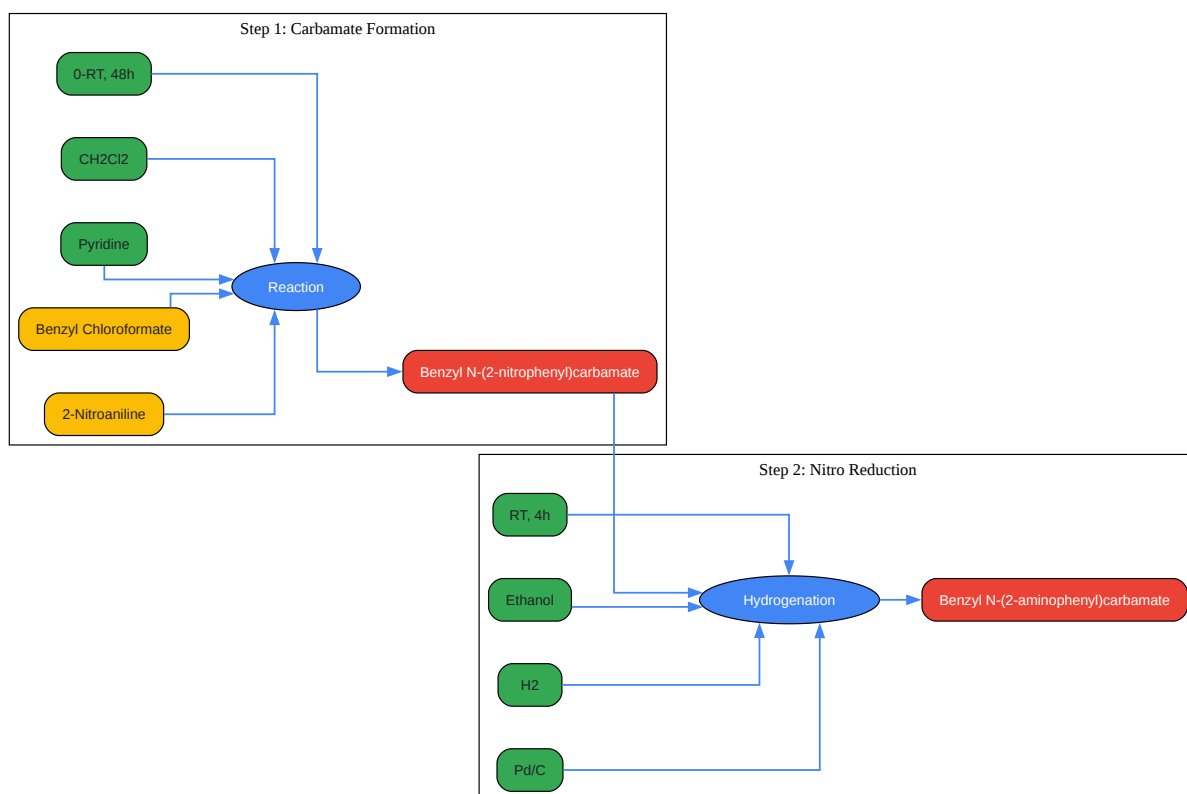 Step 1: Carbamate Formation
0-RT, 48h
CH2Cl2
Pyridine
Reaction
Benzyl Chloroformate
Benzyl N-(2-nitrophenyl)carbamate
2-Nitroaniline
Step 2: Nitro Reduction
RT, 4h
Ethanol
Hydrogenation
Benzyl N-(2-aminophenyl)carbamate
H2
Pd/C